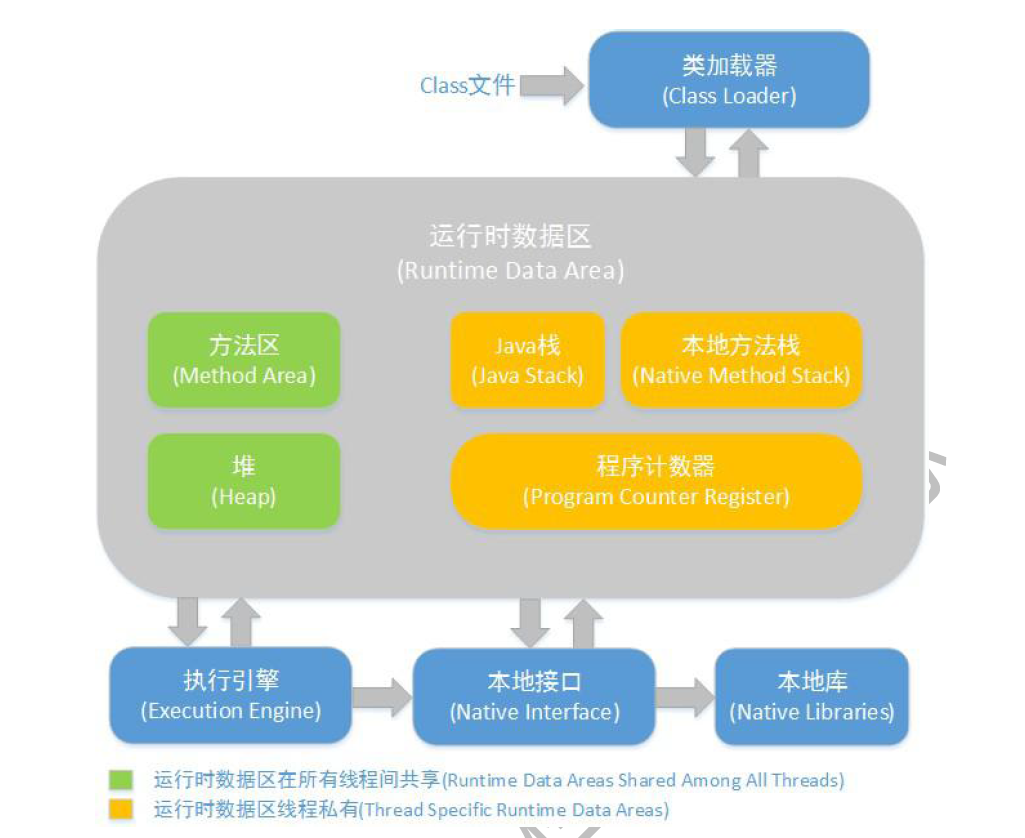 类加载器
Class文件
(Class Loader)
运行时数据区
(Runtime Data Area)
方法区
(Method Area)
Java栈
(Java Stack)
本地方法栈
(Native Method Stack)
堆
(Heap)
程序计数器
(Program Counter Register)
执行引擎
(Execution Engine)
本地接口
(Native Interface)
本地库
(Native Libraries)
运行时数据区在所有线程间共享(Runtime Data Areas Shared Among All Threads)
运行时数据区线程私有(Thread Specific Runtime Data Areas)